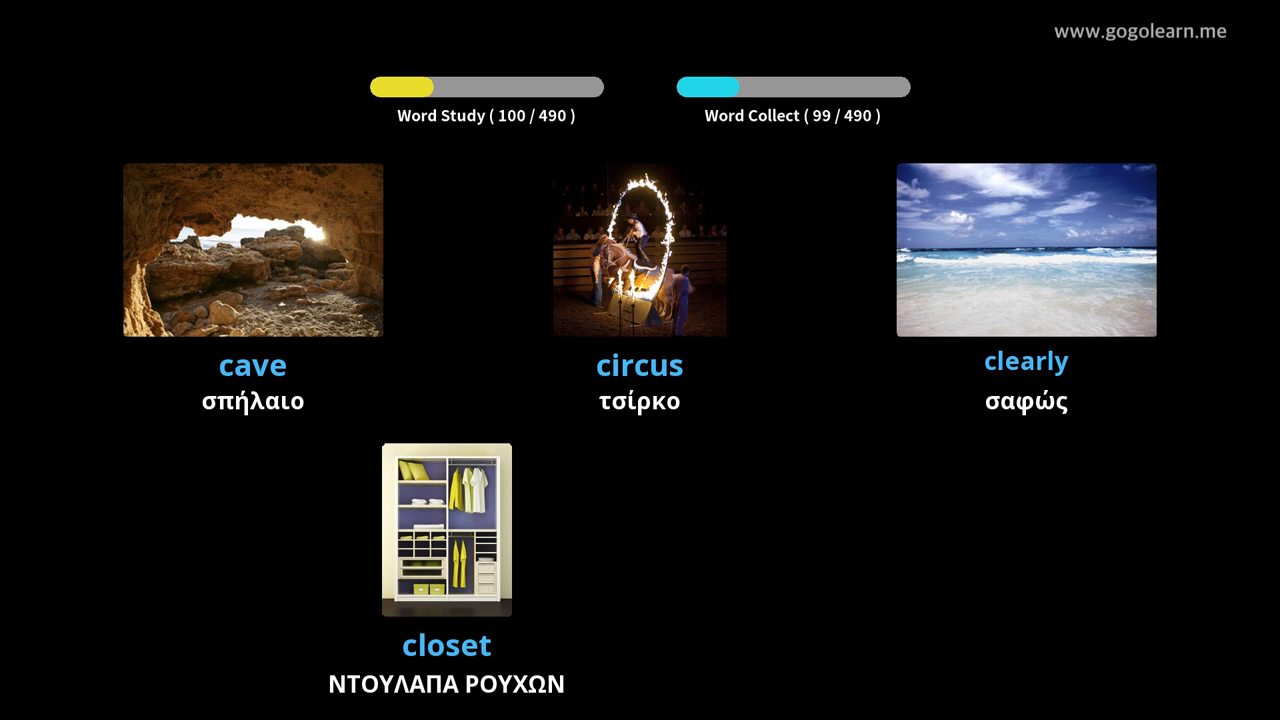 www.gogolearn.me
Word Study ( 100 / 490 )
Word Collect ( 99 / 490 )
cave
σπήλαιο
circus
τσίρκο
clearly
σαφώς
closet
ΝΤΟΥΛΑΠΑ ΡΟΥΧΩΝ